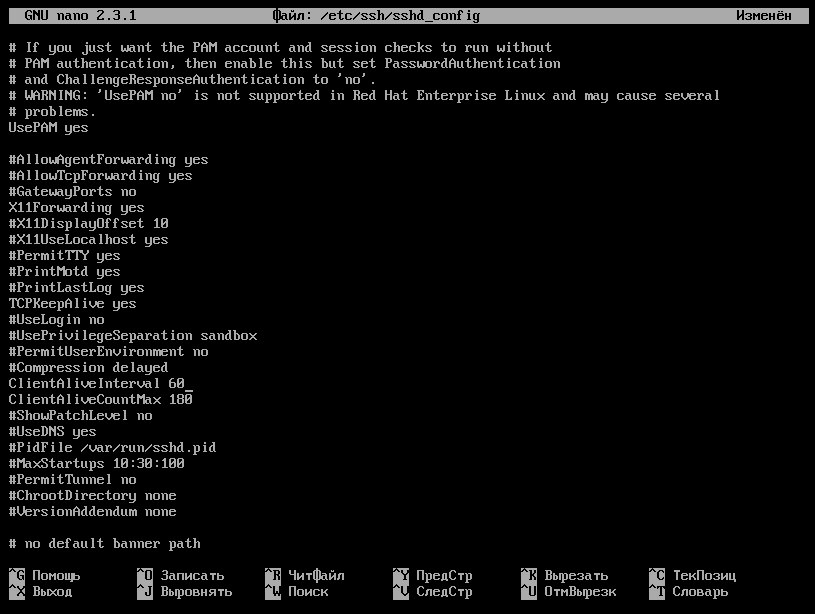 GNU nano 2.3.1 Файл: /etc/ssh/sshd_config Изменён
# If you just want the PAM account and session checks to run without
# PAM authentication, then enable this but set PasswordAuthentication
# and ChallengeResponseAuthentication to 'no'.
# WARNING: 'UsePAM no' is not supported in Red Hat Enterprise Linux and may cause several
# problems.
UsePAM yes
#AllowAgentForwarding yes
#AllowTcpForwarding yes
#GatewayPorts no
X11Forwarding yes
#X11DisplayOffset 10
#X11UseLocalhost yes
#PermitTTY yes
#PrintMotd yes
#PrintLastLog yes
TCPKeepAlive yes
#UseLogin no
#UsePrivilegeSeparation sandbox
#PermitUserEnvironment no
#Compression delayed
ClientAliveInterval 60
ClientAliveCountMax 180
#ShowPatchLevel no
#UseDNS yes
#PidFile /var/run/sshd.pid
#MaxStartups 10:30:100
#PermitTunnel no
#ChrootDirectory none
#VersionAddendum none
# no default banner path
^G Помощь ^O Записать ^R ЧитФайл ^Y ПредСтр ^K Вырезать ^C ТекПозиц
^X Выход ^J Выровнять ^W Поиск ^V СледСтр ^U ОтмВырезк ^T Словарь